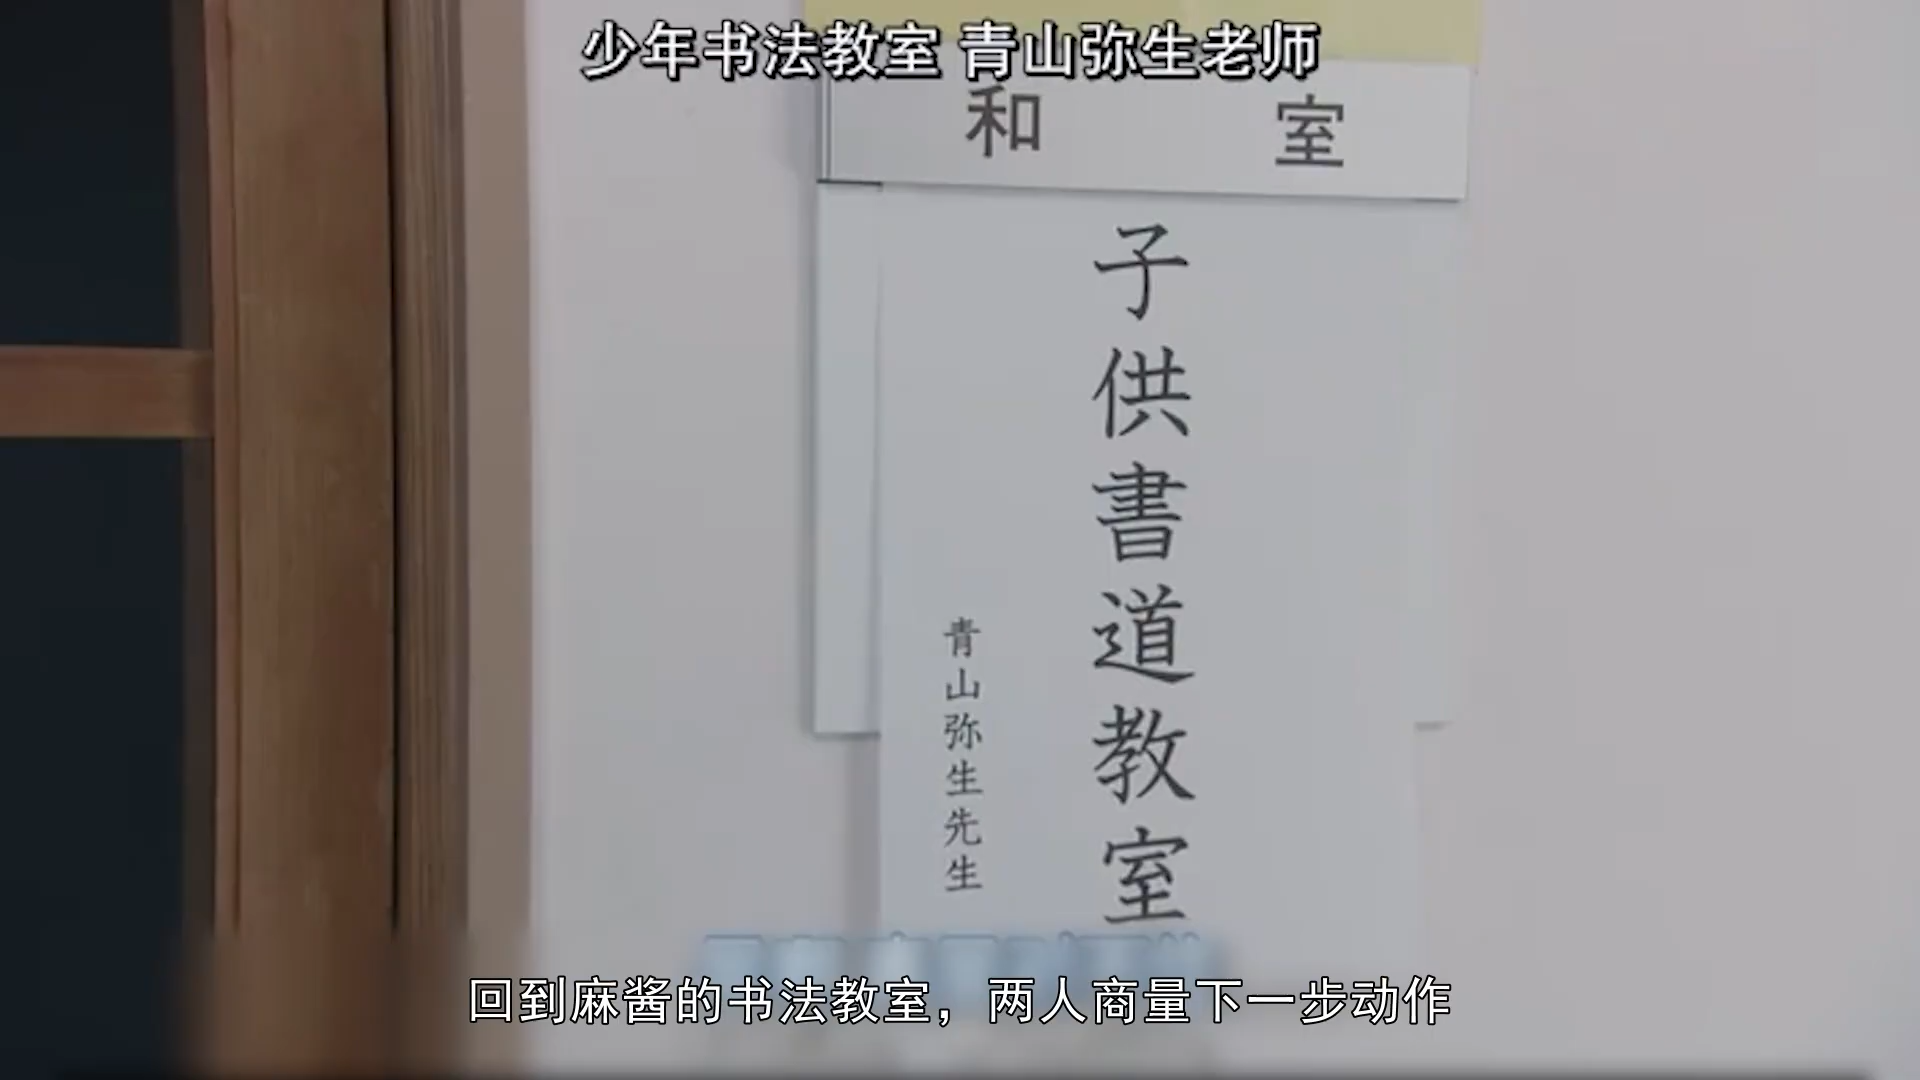 少年书法教室 青山弥生老师
和 室
子供書道教室
青山弥生先生
回到麻酱的书法教室，两人商量下一步动作